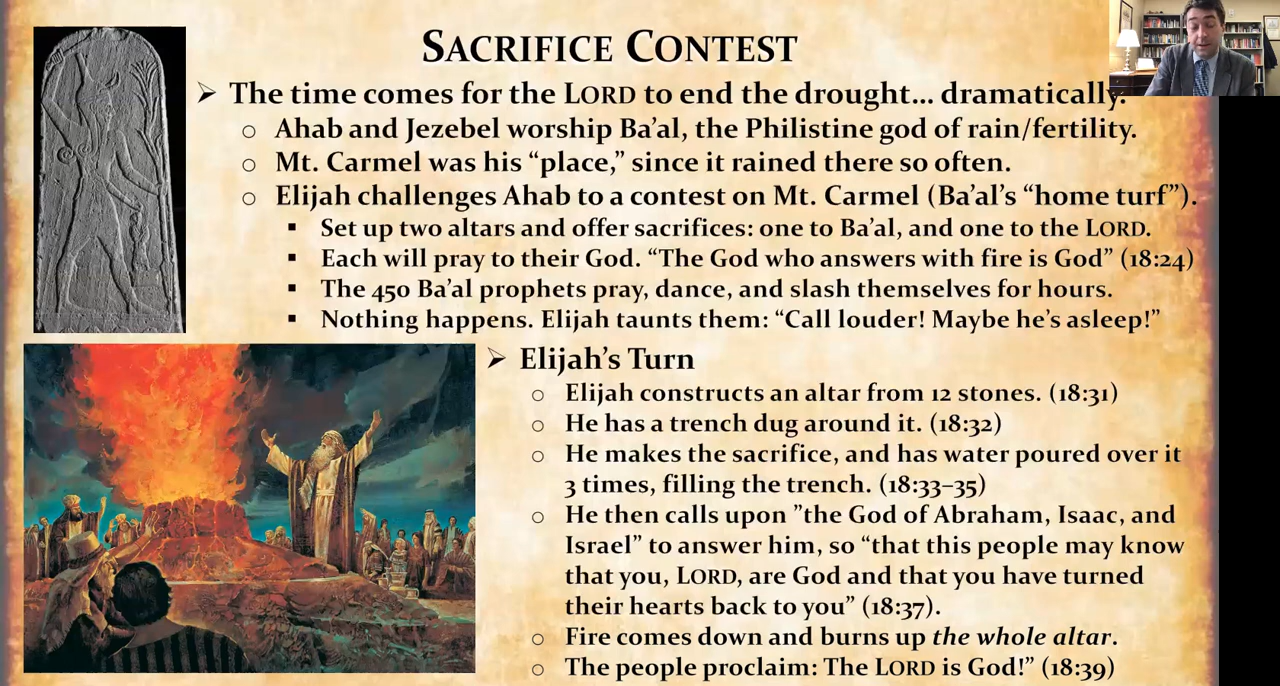 SACRIFICE CONTEST
➢ The time comes for the LORD to end the drought... dramatically.
o Ahab and Jezebel worship Ba’al, the Philistine god of rain/fertility.
o Mt. Carmel was his “place,” since it rained there so often.
o Elijah challenges Ahab to a contest on Mt. Carmel (Ba’al’s “home turf”).
▪ Set up two altars and offer sacrifices: one to Ba’al, and one to the LORD.
▪ Each will pray to their God. “The God who answers with fire is God” (18:24)
▪ The 450 Ba’al prophets pray, dance, and slash themselves for hours.
▪ Nothing happens. Elijah taunts them: “Call louder! Maybe he’s asleep!”
➢ Elijah’s Turn
o Elijah constructs an altar from 12 stones. (18:31)
o He has a trench dug around it. (18:32)
o He makes the sacrifice, and has water poured over it
3 times, filling the trench. (18:33–35)
o He then calls upon ”the God of Abraham, Isaac, and
Israel” to answer him, so “that this people may know
that you, LORD, are God and that you have turned
their hearts back to you” (18:37).
o Fire comes down and burns up the whole altar.
o The people proclaim: The LORD is God!” (18:39)